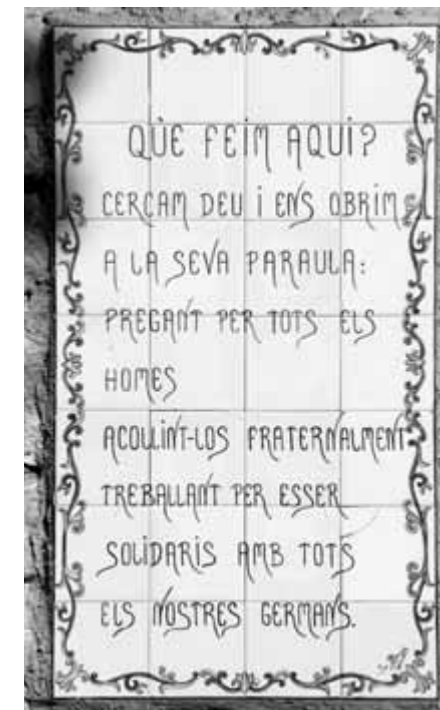 QUÈ FEIM AQUI?
CERCAM DEU I ENS OBRIM
A LA SEVA PARAULA:
PREGANT PER TOTS ELS
HOMES
ACOLLINT-LOS FRATERNALMENT
TREBALLANT PER ESSER
SOLIDARIS AMB TOTS
ELS NOSTRES GERMANS.